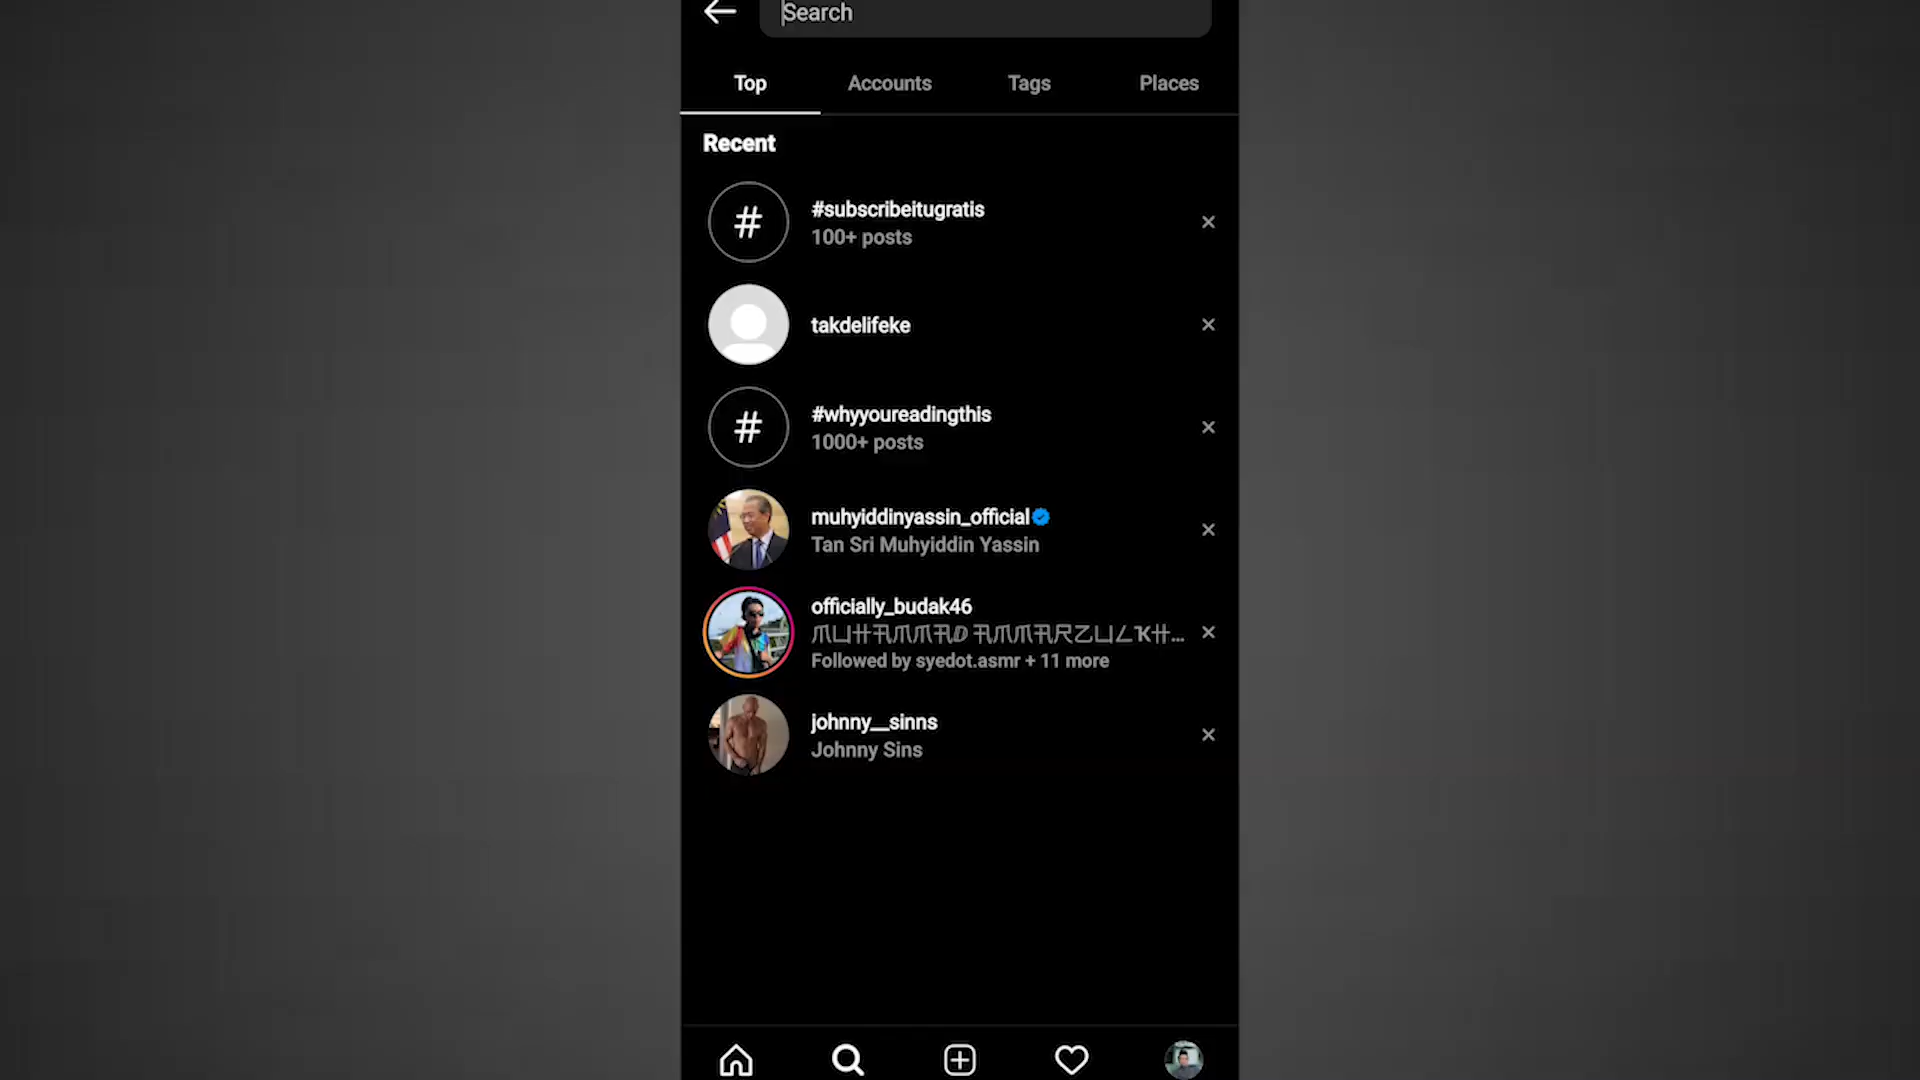 Search
Top Accounts Tags Places
Recent
#
#subscribeitugratis
100+ posts
takdelifeke
#
#whyyoureadingthis
1000+ posts
muhyiddinyassin_official
Tan Sri Muhyiddin Yassin
officially_budak46
Followed by syedot.asmr + 11 more
johnny__sinns
Johnny Sins